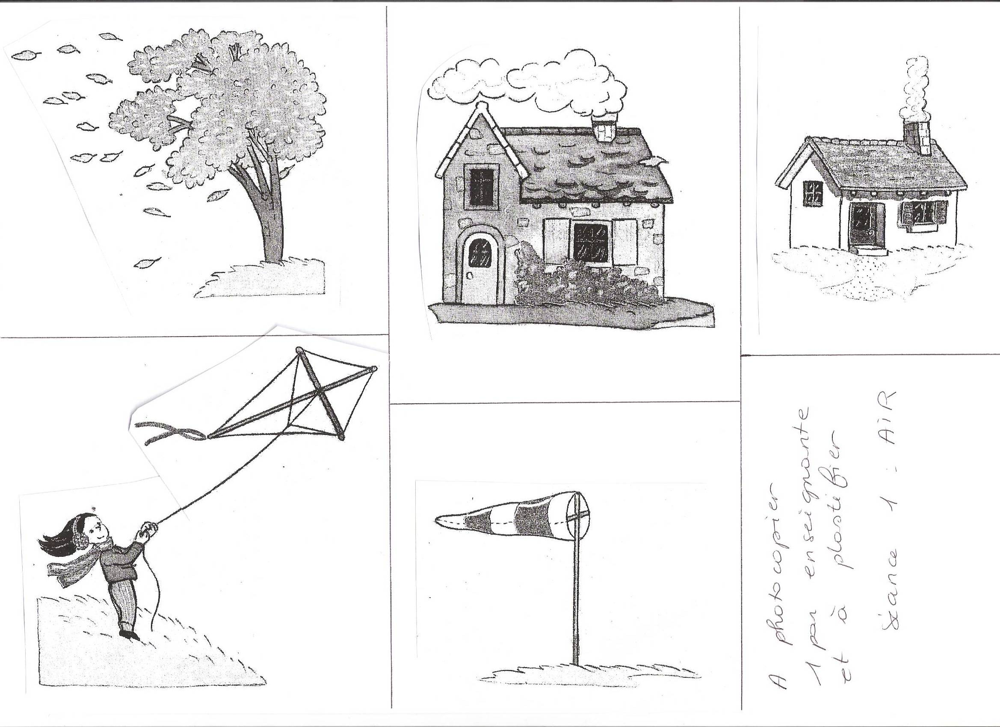 A photocopier
1 par enseignante
et à plastifier
Séance 1 : AIR